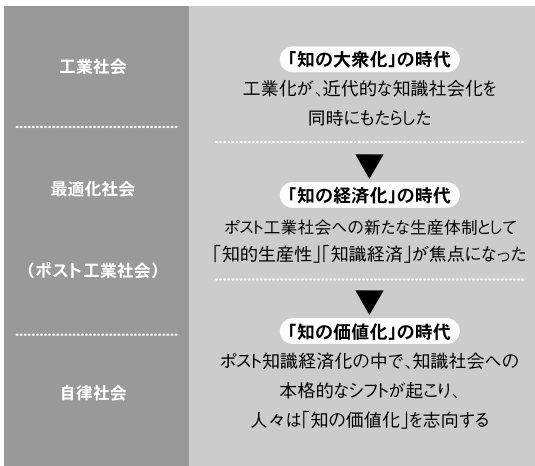 工業社会
「知の大衆化」の時代
工業化が、近代的な知識社会化を
同時にもたらした
最適化社会
(ポスト工業社会)
「知の経済化」の時代
ポスト工業社会への新たな生産体制として
「知的生産性」「知識経済」が焦点になった
自律社会
「知の価値化」の時代
ポスト知識経済化の中で、知識社会への
本格的なシフトが起こり、
人々は「知の価値化」を志向する